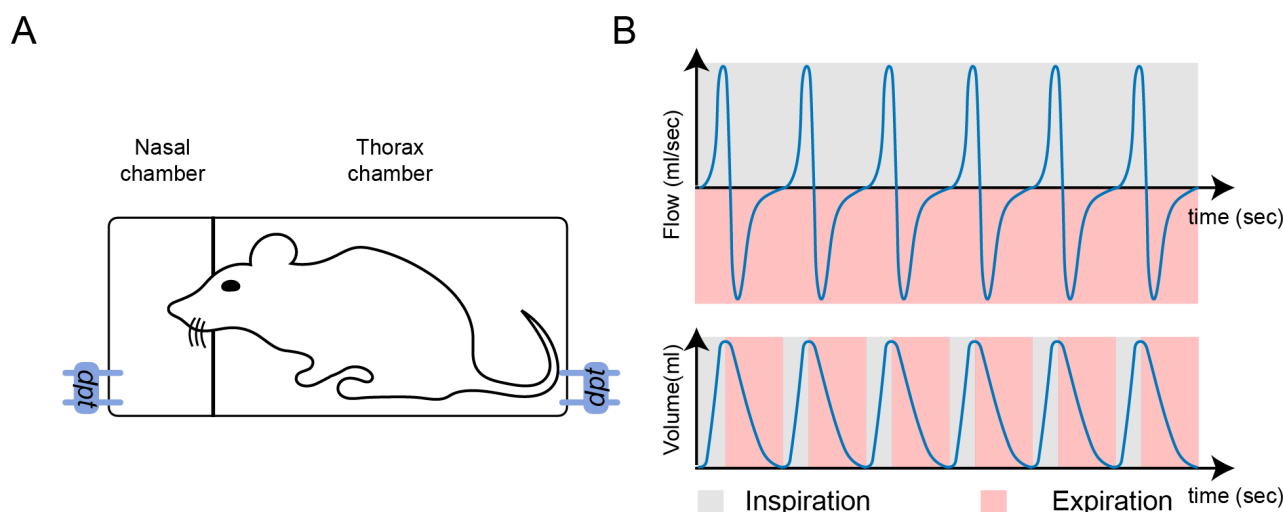 A
Nasal
chamber
Thorax
chamber
dpt
dpt
B
Flow (ml/sec)
time (sec)
Volume(ml)
time (sec)
Inspiration
Expiration